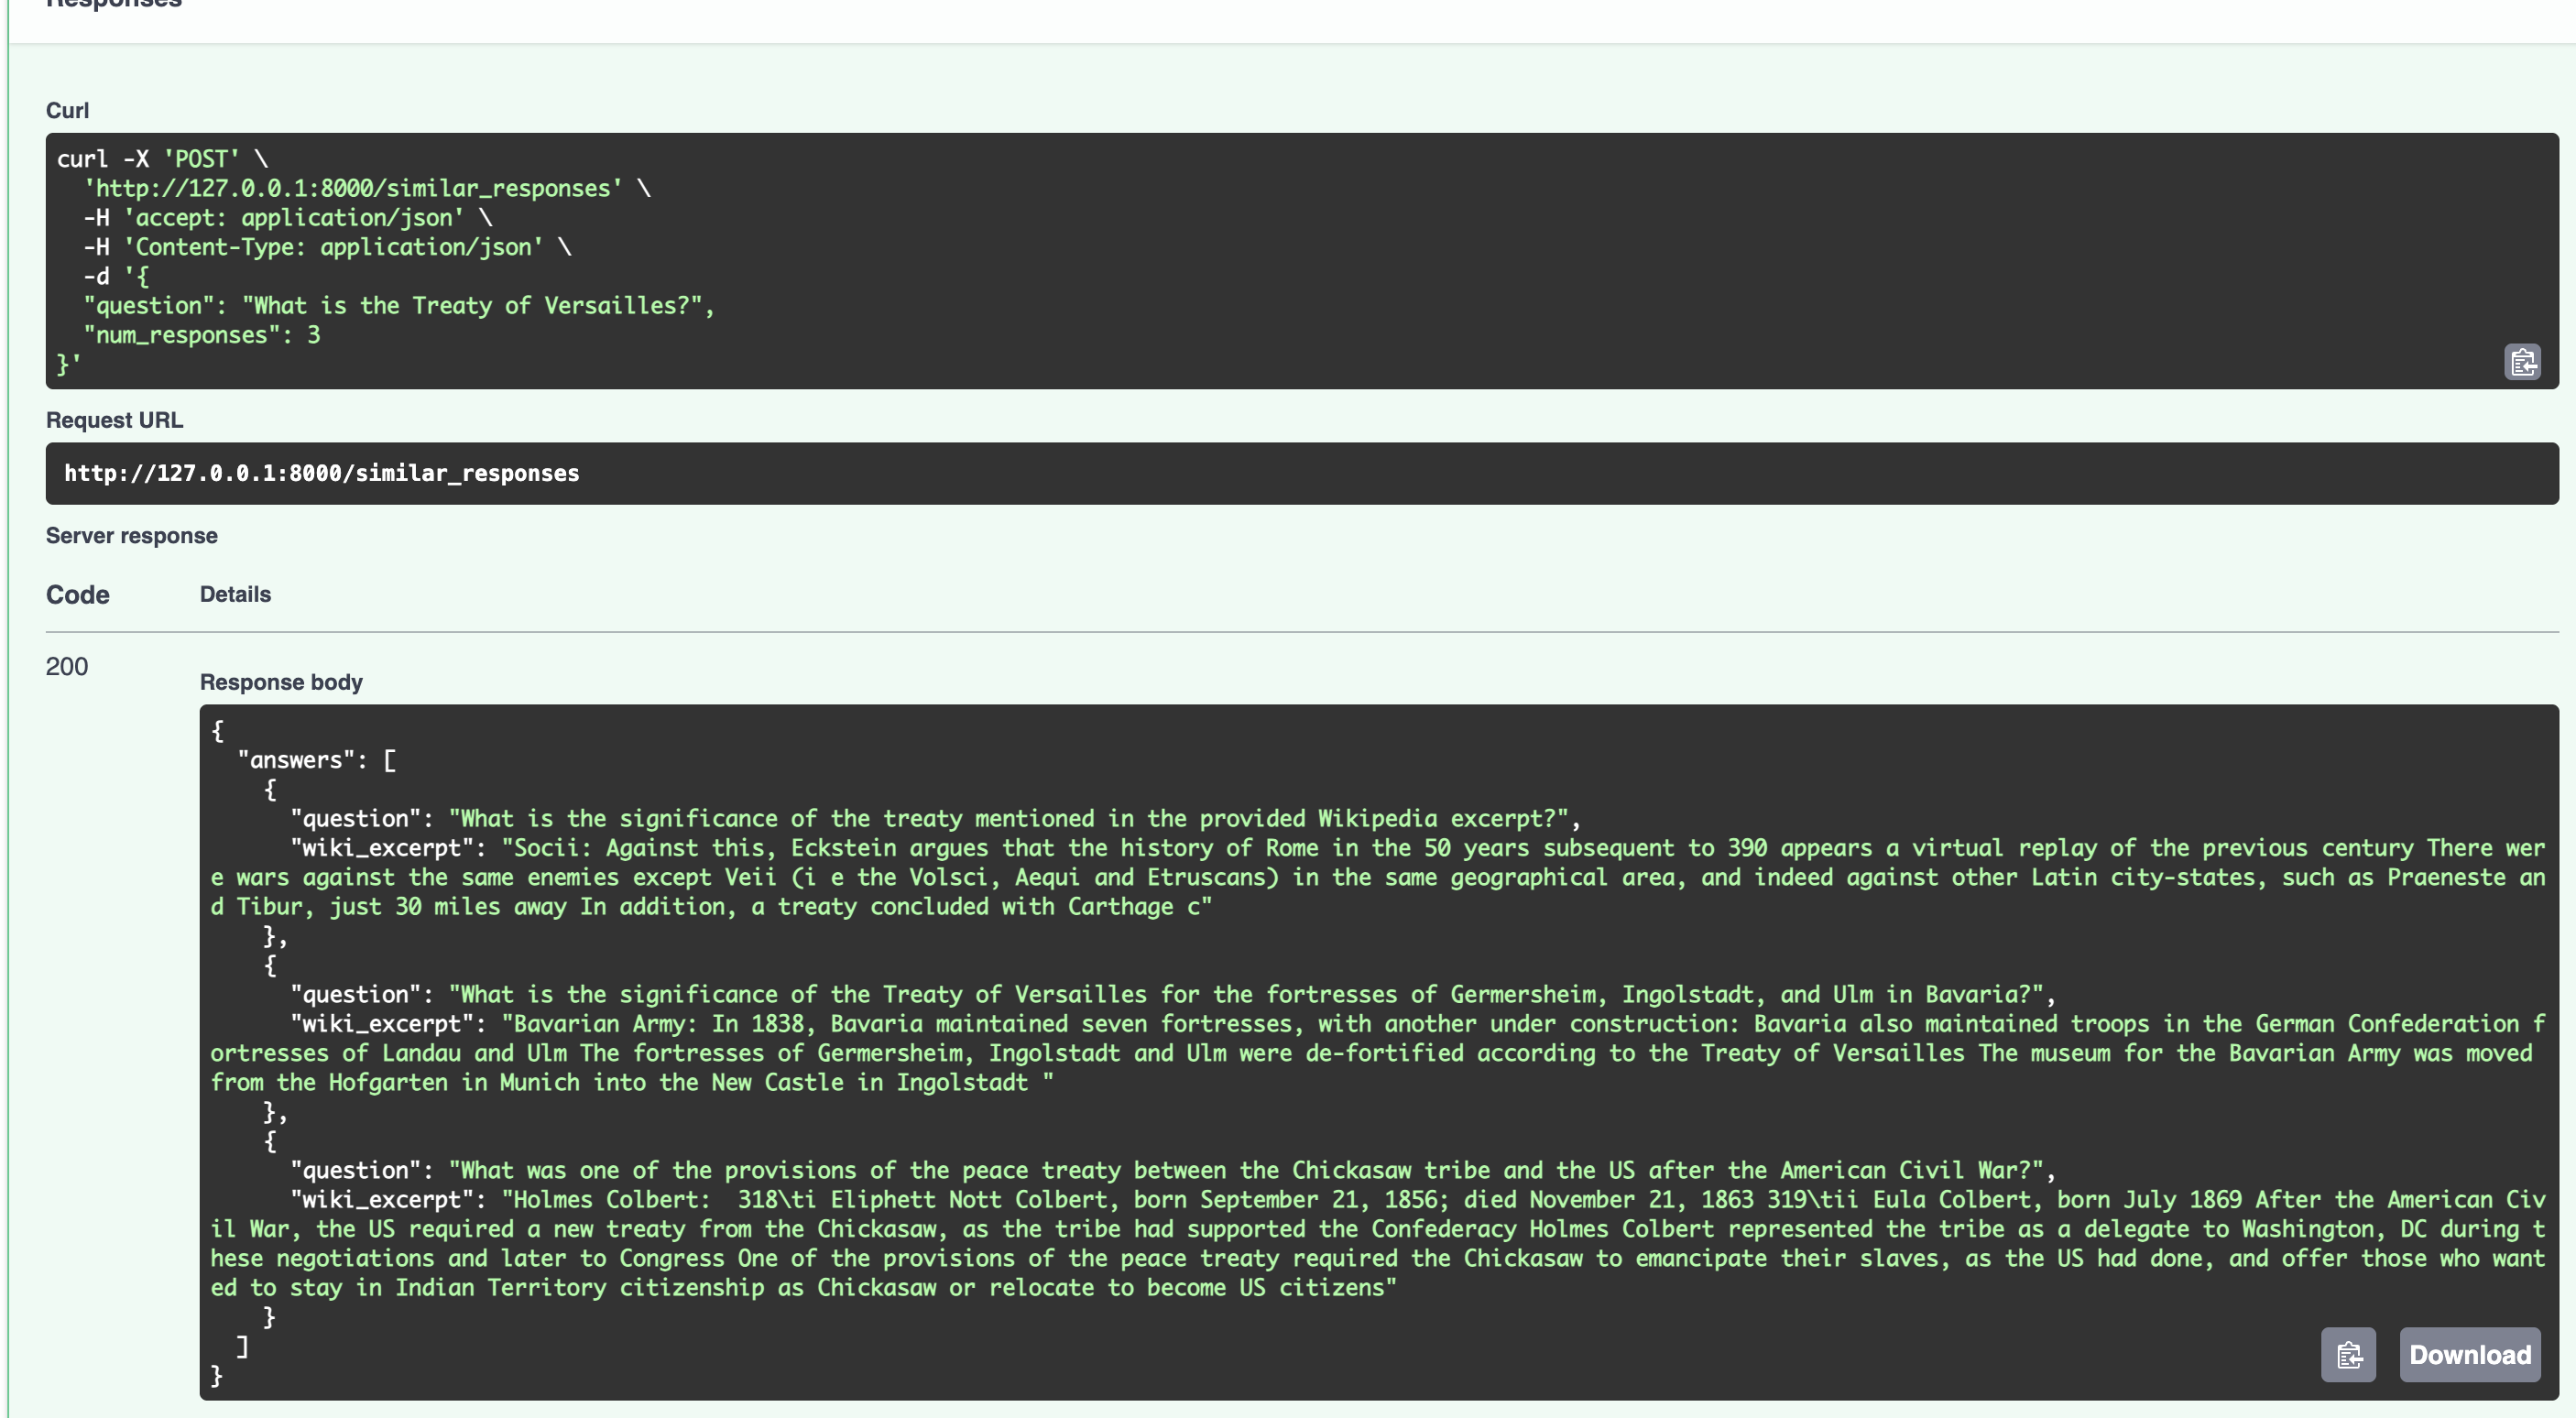 Responses
Curl
curl -X 'POST' \
  'http://127.0.0.1:8000/similar_responses' \
  -H 'accept: application/json' \
  -H 'Content-Type: application/json' \
  -d '{
  "question": "What is the Treaty of Versailles?",
  "num_responses": 3
}'
Request URL
http://127.0.0.1:8000/similar_responses
Server response
Code Details
200
Response body
{
  "answers": [
    {
      "question": "What is the significance of the treaty mentioned in the provided Wikipedia excerpt?",
      "wiki_excerpt": "Socii: Against this, Eckstein argues that the history of Rome in the 50 years subsequent to 390 appears a virtual replay of the previous century There wer
e wars against the same enemies except Veii (i e the Volsci, Aequi and Etruscans) in the same geographical area, and indeed against other Latin city-states, such as Praeneste an
d Tibur, just 30 miles away In addition, a treaty concluded with Carthage c"
    },
    {
      "question": "What is the significance of the Treaty of Versailles for the fortresses of Germersheim, Ingolstadt, and Ulm in Bavaria?",
      "wiki_excerpt": "Bavarian Army: In 1838, Bavaria maintained seven fortresses, with another under construction: Bavaria also maintained troops in the German Confederation f
ortresses of Landau and Ulm The fortresses of Germersheim, Ingolstadt and Ulm were de-fortified according to the Treaty of Versailles The museum for the Bavarian Army was moved
from the Hofgarten in Munich into the New Castle in Ingolstadt "
    },
    {
      "question": "What was one of the provisions of the peace treaty between the Chickasaw tribe and the US after the American Civil War?",
      "wiki_excerpt": "Holmes Colbert:  318\ti Eliphett Nott Colbert, born September 21, 1856; died November 21, 1863 319\tii Eula Colbert, born July 1869 After the American Civ
il War, the US required a new treaty from the Chickasaw, as the tribe had supported the Confederacy Holmes Colbert represented the tribe as a delegate to Washington, DC during t
hese negotiations and later to Congress One of the provisions of the peace treaty required the Chickasaw to emancipate their slaves, as the US had done, and offer those who want
ed to stay in Indian Territory citizenship as Chickasaw or relocate to become US citizens"
    }
  ]
}
Download